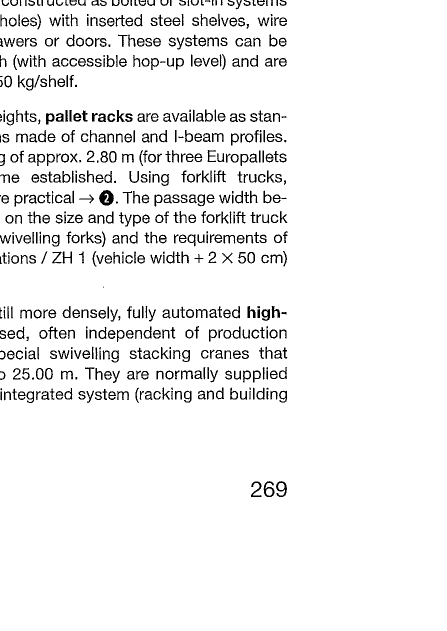 constructed as bolted or slot-in systems
holes) with inserted steel shelves, wire
awers or doors. These systems can be
h (with accessible hop-up level) and are
50 kg/shelf.
eights, pallet racks are available as stan-
ns made of channel and I-beam profiles.
g of approx. 2.80 m (for three Europallets
me established. Using forklift trucks,
re practical → ❷. The passage width be-
on the size and type of the forklift truck
wivelling forks) and the requirements of
tions / ZH 1 (vehicle width + 2 × 50 cm)
till more densely, fully automated high-
sed, often independent of production
pecial swivelling stacking cranes that
o 25.00 m. They are normally supplied
integrated system (racking and building
269